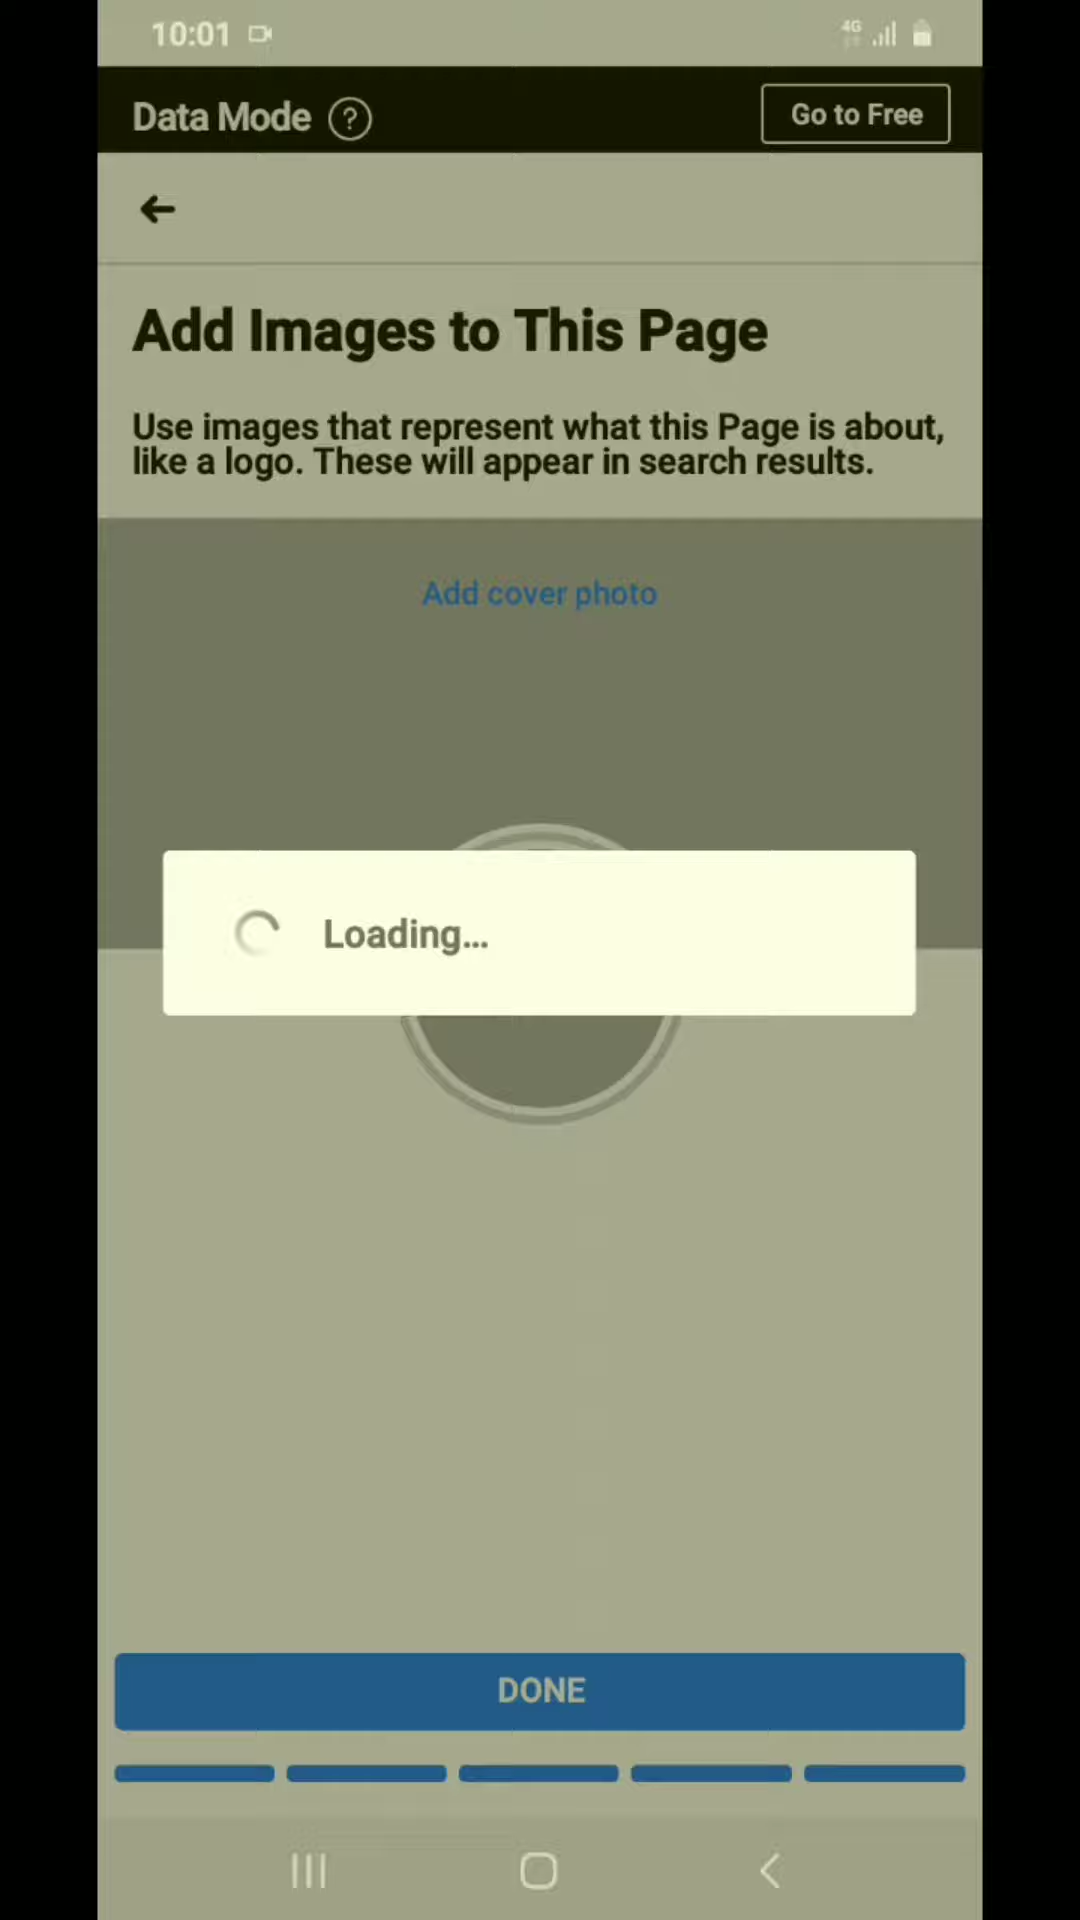 10:01
4G
Data Mode ?
Go to Free
Add Images to This Page
Use images that represent what this Page is about,
like a logo. These will appear in search results.
Add cover photo
Loading...
DONE